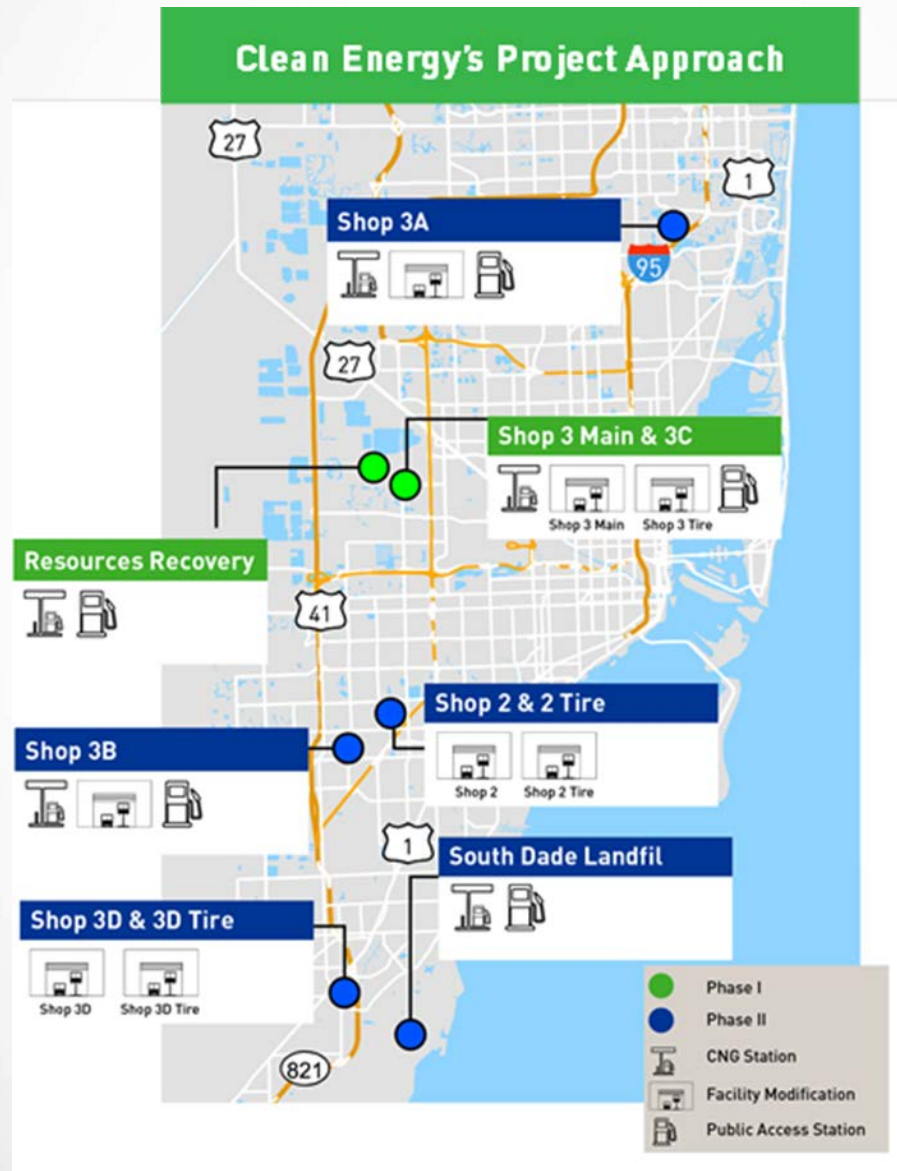 Clean Energy's Project Approach
27
1
Shop 3A
95
27
Shop 3 Main & 3C
Shop 3 Main Shop 3 Tire
Resources Recovery
41
Shop 2 & 2 Tire
Shop 2 Shop 2 Tire
Shop 3B
1
South Dade Landfil
Shop 3D & 3D Tire
Shop 3D Shop 3D Tire
821
Phase I
Phase II
CNG Station
Facility Modification
Public Access Station